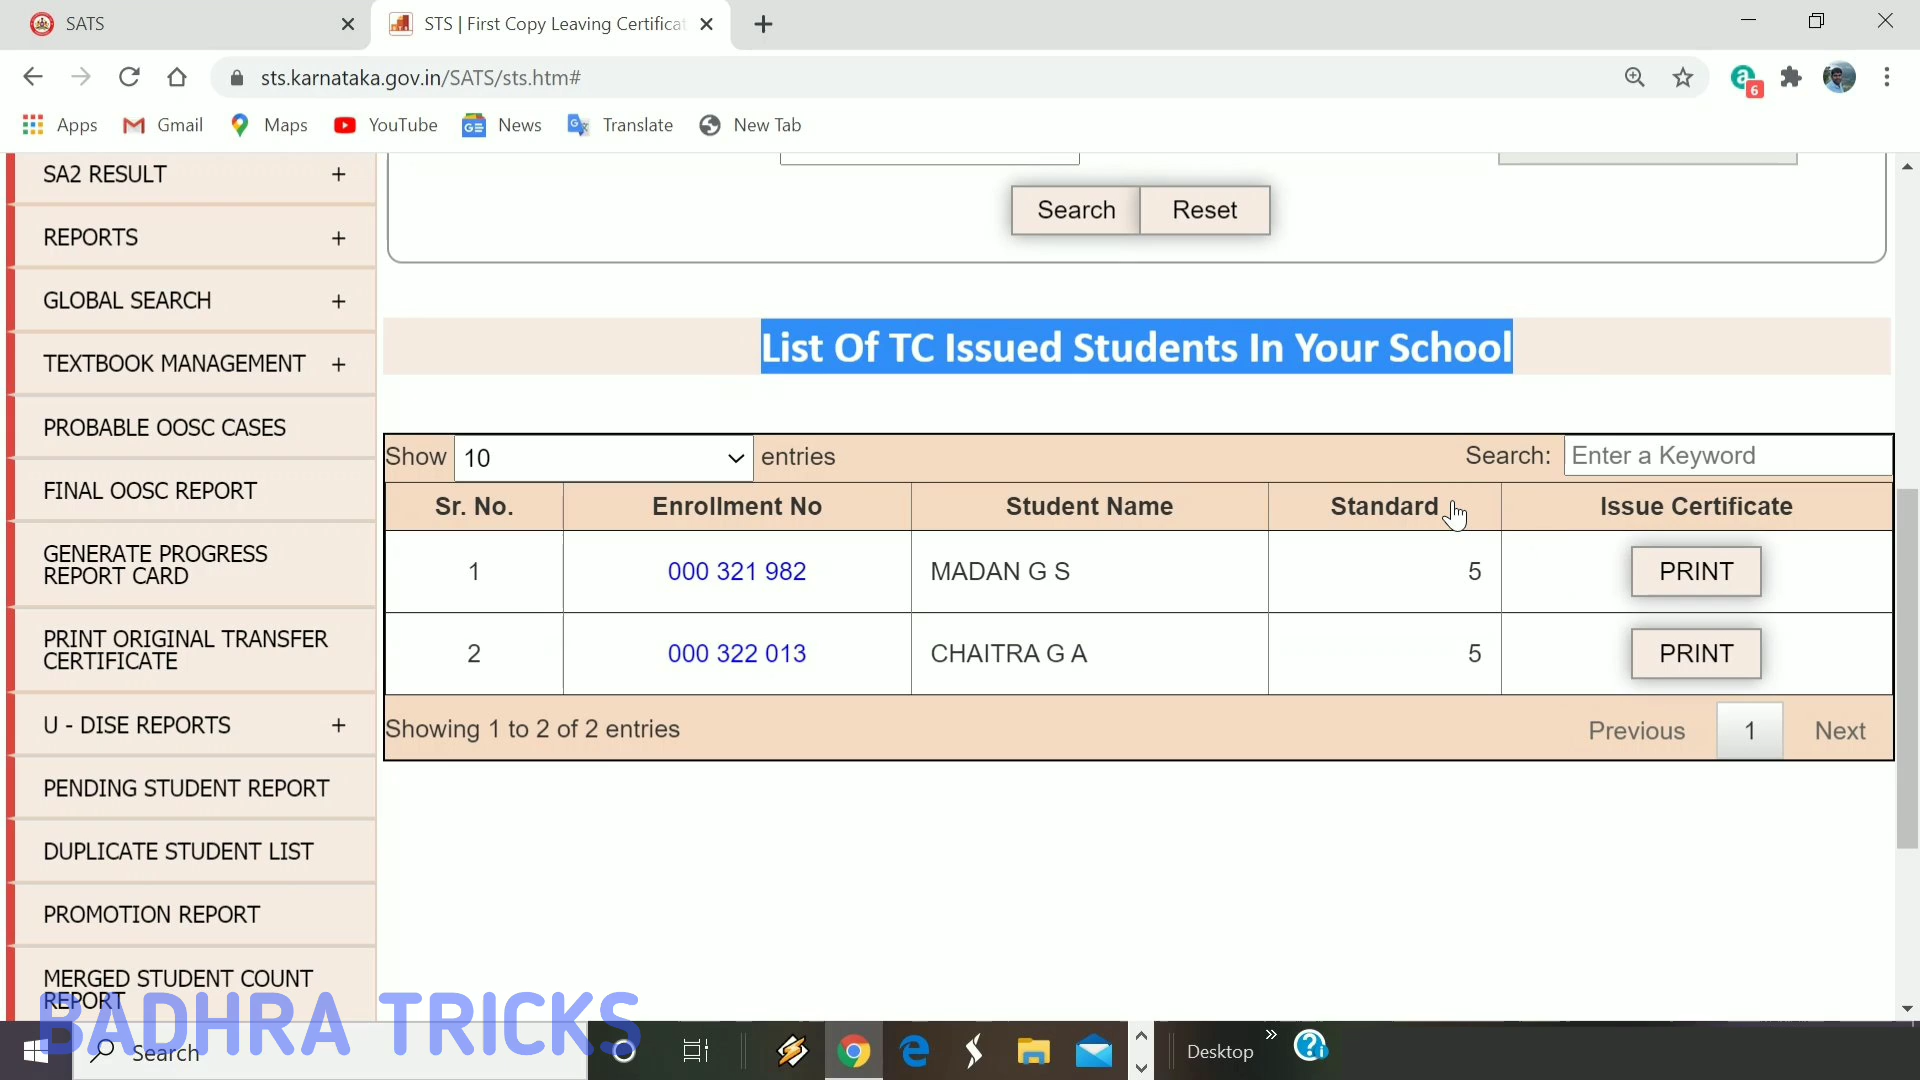 SATS
STS | First Copy Leaving Certificat
sts.karnataka.gov.in/SATS/sts.htm#
6
Apps Gmail Maps YouTube News Translate New Tab
SA2 RESULT +
REPORTS +
GLOBAL SEARCH +
TEXTBOOK MANAGEMENT +
PROBABLE OOSC CASES
FINAL OOSC REPORT
GENERATE PROGRESS
REPORT CARD
PRINT ORIGINAL TRANSFER
CERTIFICATE
U - DISE REPORTS +
PENDING STUDENT REPORT
DUPLICATE STUDENT LIST
PROMOTION REPORT
MERGED STUDENT COUNT
REPORT
Search Reset
List Of TC Issued Students In Your School
Show 10 entries Search: Enter a Keyword
Sr. No. Enrollment No Student Name Standard Issue Certificate
1 000 321 982 MADAN G S 5 PRINT
2 000 322 013 CHAITRA G A 5 PRINT
Showing 1 to 2 of 2 entries Previous 1 Next
BADHRA TRICKS
Search
Desktop